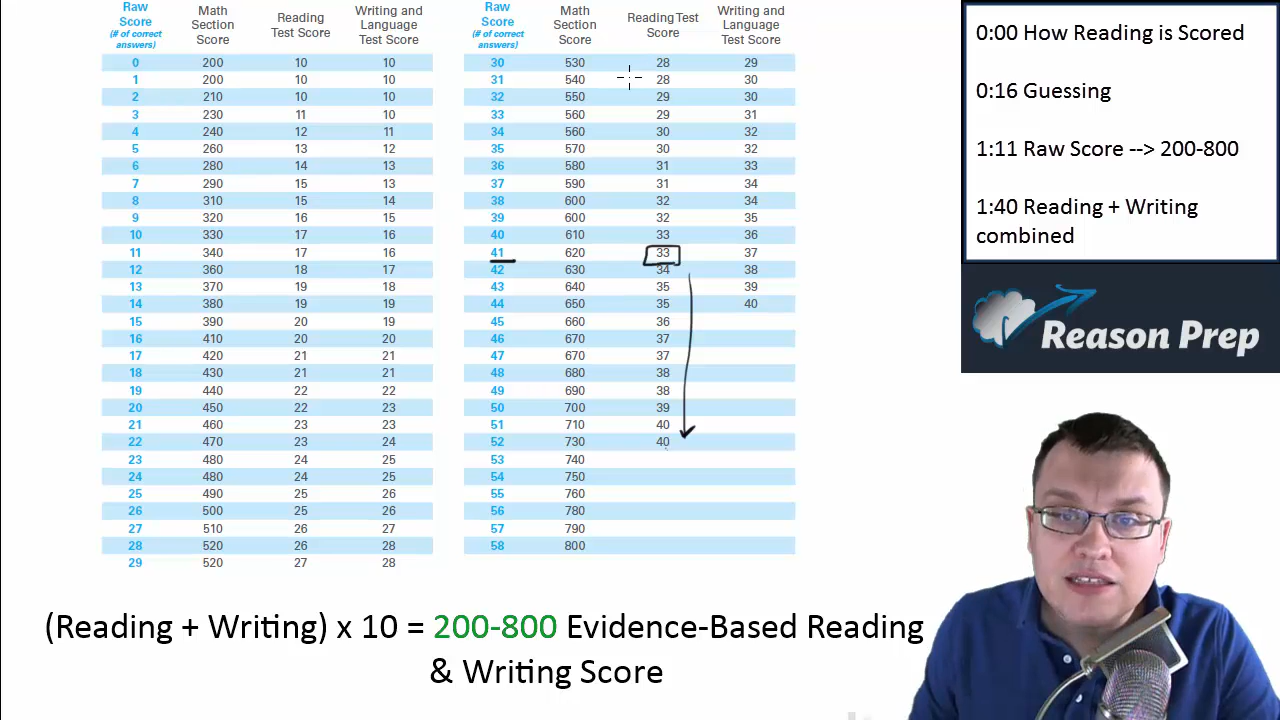 Raw Score (# of correct answers) Math Section Score Reading Test Score Writing and Language Test Score
0 200 10 10
1 200 10 10
2 210 10 10
3 230 11 10
4 240 12 11
5 260 13 12
6 280 14 13
7 290 15 13
8 310 15 14
9 320 16 15
10 330 17 16
11 340 17 16
12 360 18 17
13 370 19 18
14 380 19 19
15 390 20 19
16 410 20 20
17 420 21 21
18 430 21 21
19 440 22 22
20 450 22 23
21 460 23 23
22 470 23 24
23 480 24 25
24 480 24 25
25 490 25 26
26 500 25 26
27 510 26 27
28 520 26 28
29 520 27 28
Raw Score (# of correct answers) Math Section Score Reading Test Score Writing and Language Test Score
30 530 28 29
31 540 28 30
32 550 29 30
33 560 29 31
34 560 30 32
35 570 30 32
36 580 31 33
37 590 31 34
38 600 32 34
39 600 32 35
40 610 33 36
41 620 33 37
42 630 34 38
43 640 35 39
44 650 35 40
45 660 36
46 670 37
47 670 37
48 680 38
49 690 38
50 700 39
51 710 40
52 730 40
53 740
54 750
55 760
56 780
57 790
58 800
(Reading + Writing) x 10 = 200-800 Evidence-Based Reading
& Writing Score
0:00 How Reading is Scored
0:16 Guessing
1:11 Raw Score --> 200-800
1:40 Reading + Writing
combined
Reason Prep